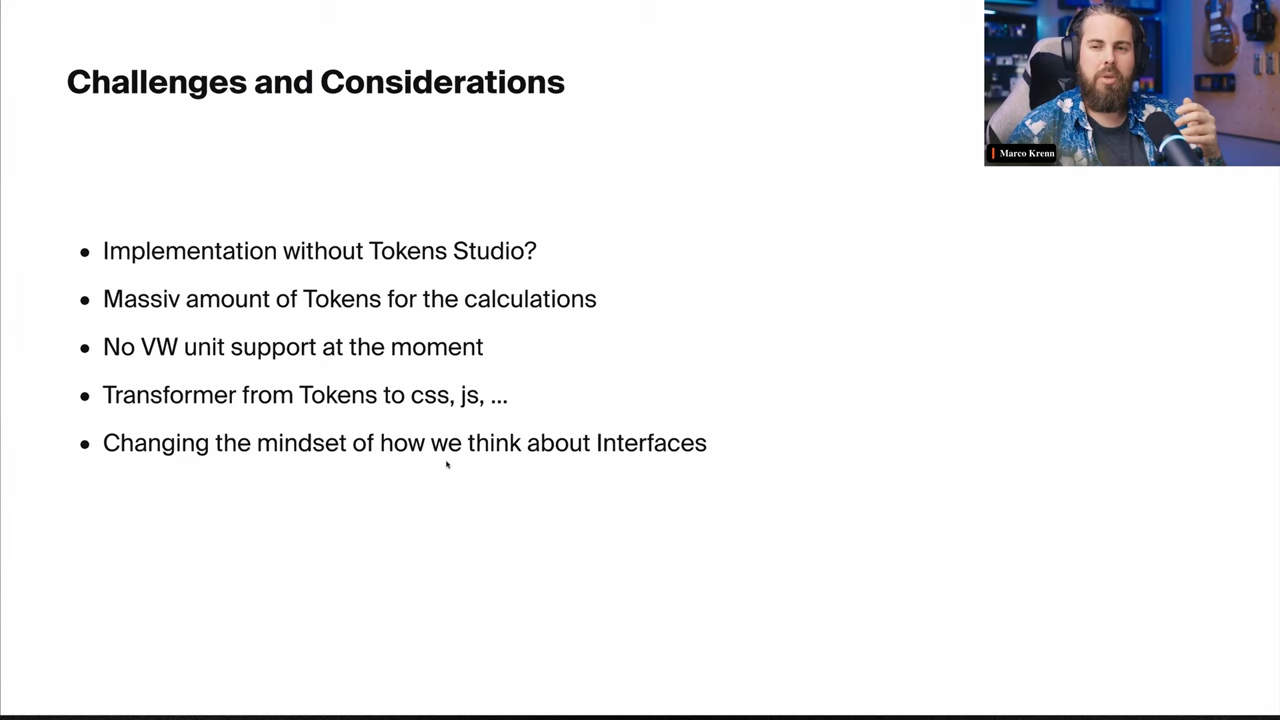 Challenges and Considerations
Marco Krenn
• Implementation without Tokens Studio?
• Massiv amount of Tokens for the calculations
• No VW unit support at the moment
• Transformer from Tokens to css, js, ...
• Changing the mindset of how we think about Interfaces